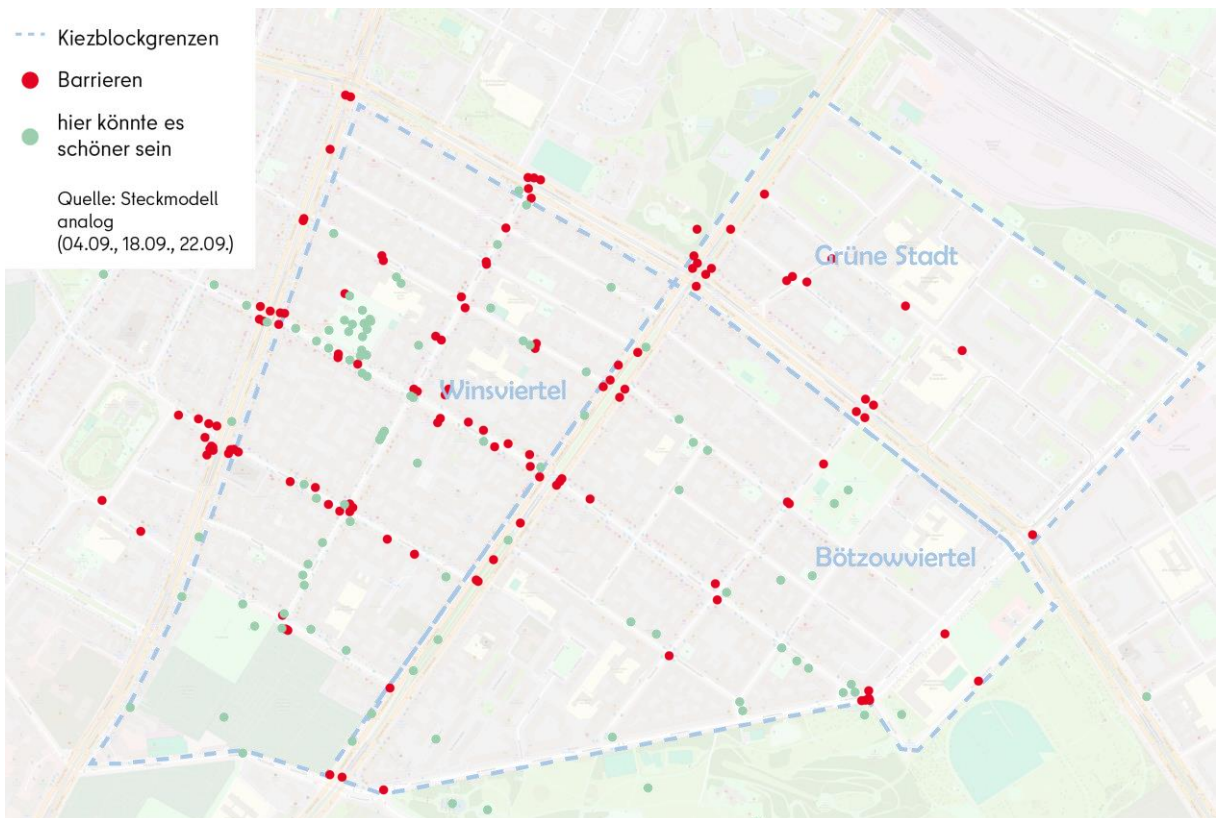 Kiezblockgrenzen
Barrieren
hier könnte es
schöner sein
Quelle: Steckmodell
analog
(04.09., 18.09., 22.09.)
Grüne Stadt
Winsviertel
Bötzowviertel